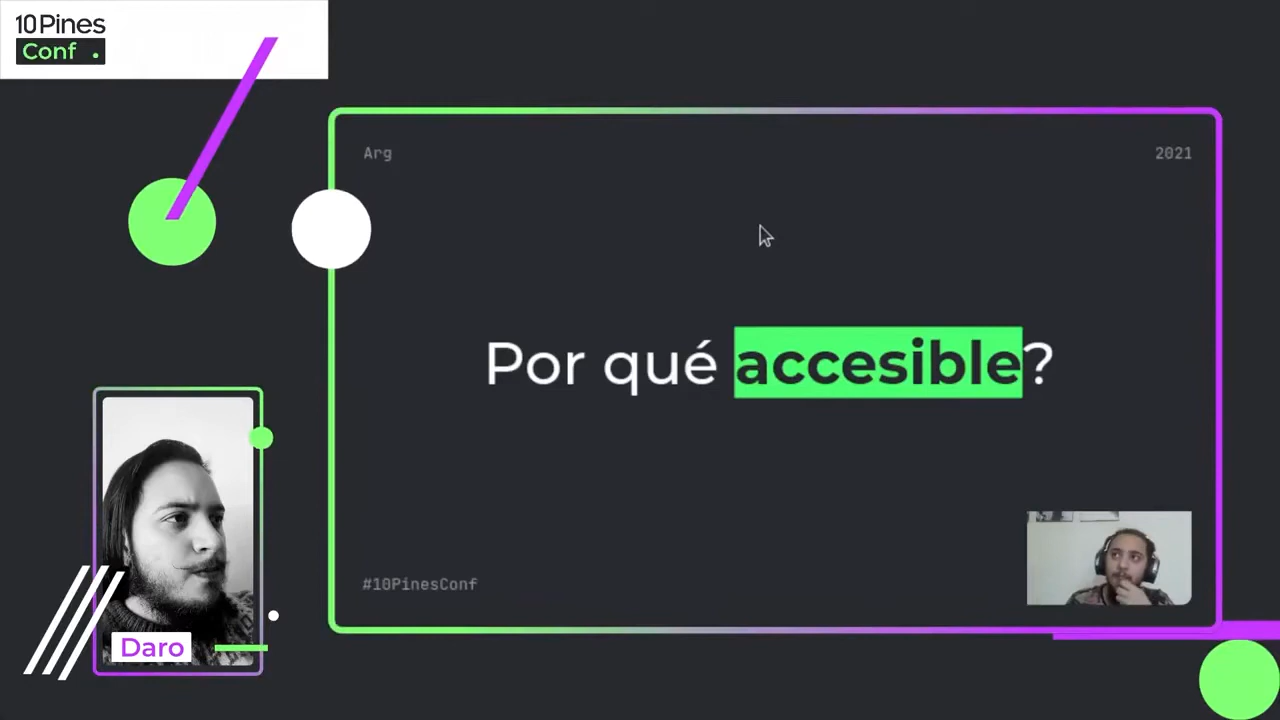 10Pines
Conf .
Arg
2021
Por qué accesible?
#10PinesConf
Daro